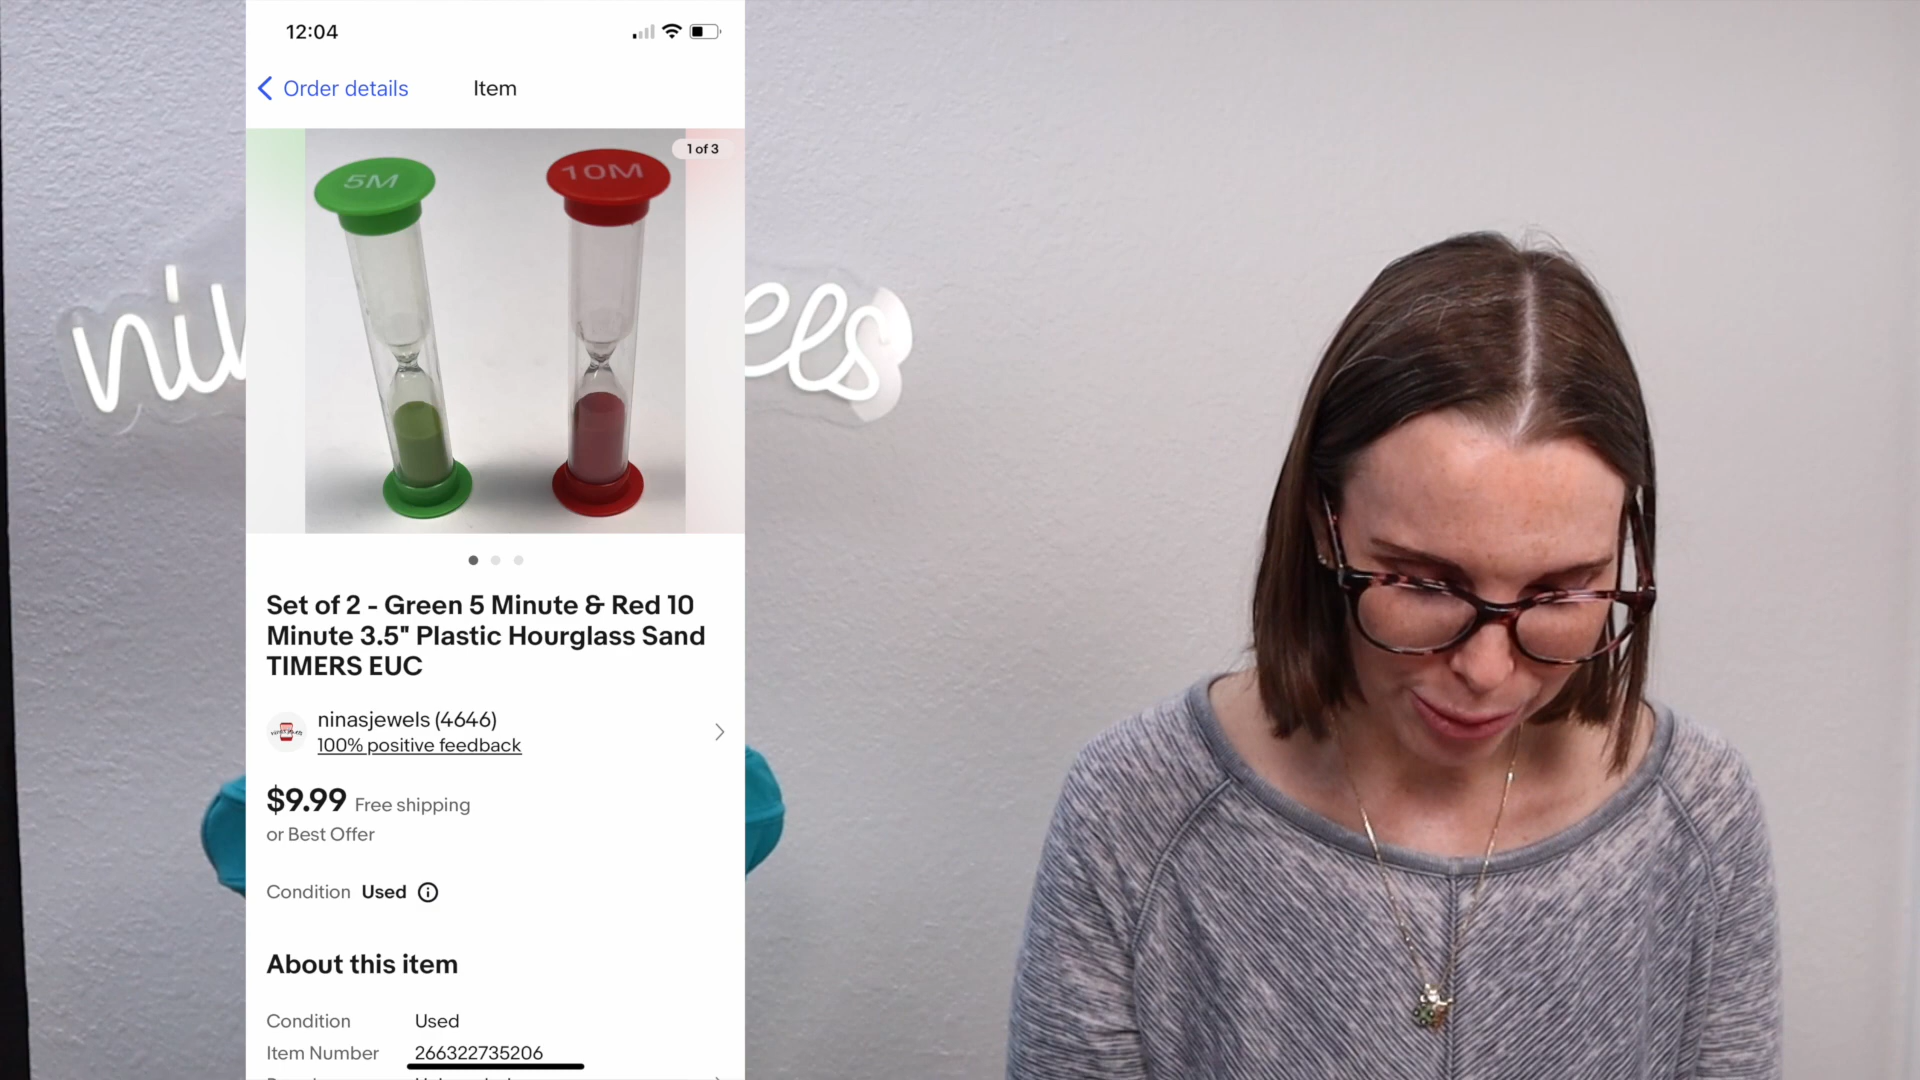 12:04
Order details
Item
1 of 3
5M
10M
Set of 2 - Green 5 Minute & Red 10
Minute 3.5" Plastic Hourglass Sand
TIMERS EUC
ninasjewels (4646)
100% positive feedback
$9.99 Free shipping
or Best Offer
Condition Used
About this item
Condition Used
Item Number 266322735206